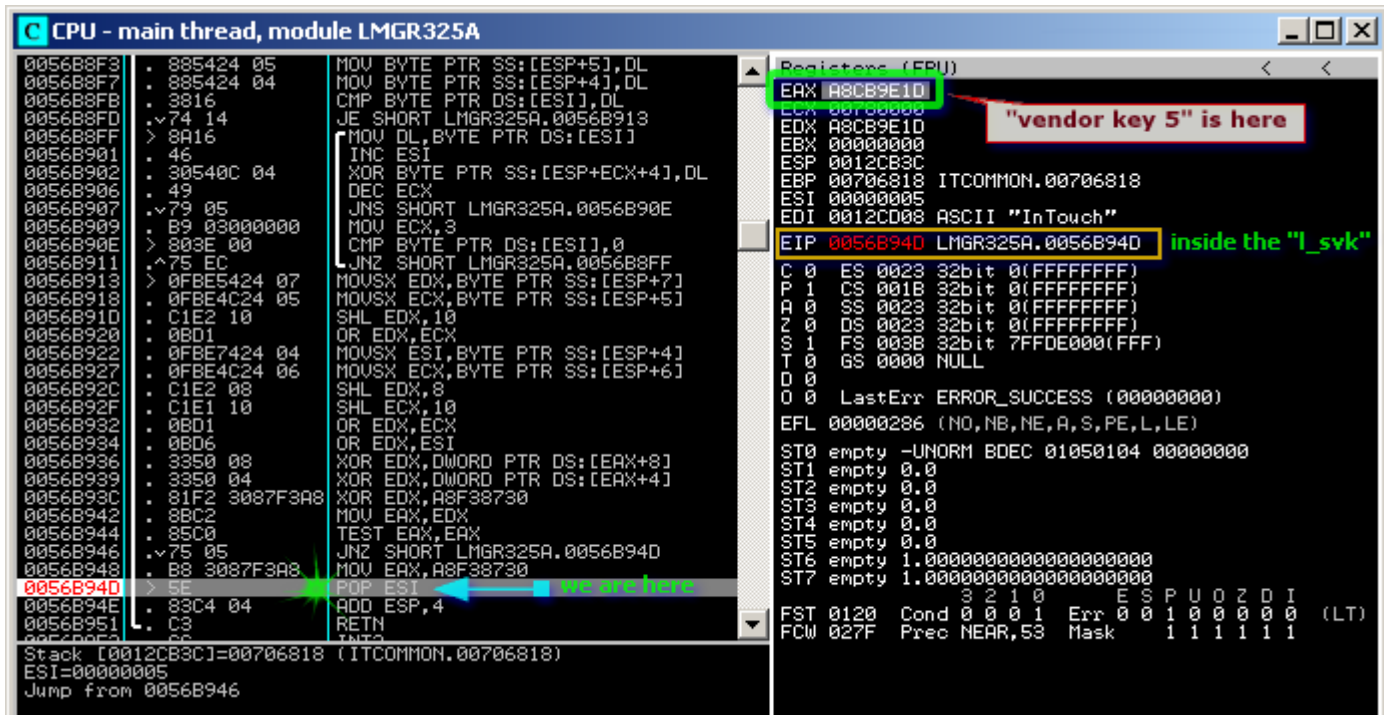 C CPU - main thread, module LMGR325A
0056B8F3 . 885424 05 MOV BYTE PTR SS:[ESP+5],DL
0056B8F7 . 885424 04 MOV BYTE PTR SS:[ESP+4],DL
0056B8FB . 3816 CMP BYTE PTR DS:[ESI],DL
0056B8FD .v74 14 JE SHORT LMGR325A.0056B913
0056B8FF > 8A16 MOV DL,BYTE PTR DS:[ESI]
0056B901 . 46 INC ESI
0056B902 . 30540C 04 XOR BYTE PTR SS:[ESP+ECX+4],DL
0056B906 . 49 DEC ECX
0056B907 .v79 05 JNS SHORT LMGR325A.0056B90E
0056B909 . B9 03000000 MOV ECX,3
0056B90E > 803E 00 CMP BYTE PTR DS:[ESI],0
0056B911 .^75 EC JNZ SHORT LMGR325A.0056B8FF
0056B913 > 0FBE5424 07 MOVSX EDX,BYTE PTR SS:[ESP+7]
0056B918 . 0FBE4C24 05 MOVSX ECX,BYTE PTR SS:[ESP+5]
0056B91D . C1E2 10 SHL EDX,10
0056B920 . 0BD1 OR EDX,ECX
0056B922 . 0FBE7424 04 MOVSX ESI,BYTE PTR SS:[ESP+4]
0056B927 . 0FBE4C24 06 MOVSX ECX,BYTE PTR SS:[ESP+6]
0056B92C . C1E2 08 SHL EDX,8
0056B92F . C1E1 10 SHL ECX,10
0056B932 . 0BD1 OR EDX,ECX
0056B934 . 0BD6 OR EDX,ESI
0056B936 . 3350 08 XOR EDX,DWORD PTR DS:[EAX+8]
0056B939 . 3350 04 XOR EDX,DWORD PTR DS:[EAX+4]
0056B93C . 81F2 3087F3A8 XOR EDX,A8F38730
0056B942 . 8BC2 MOV EAX,EDX
0056B944 . 85C0 TEST EAX,EAX
0056B946 .v75 05 JNZ SHORT LMGR325A.0056B94D
0056B948 . B8 3087F3A8 MOV EAX,A8F38730
0056B94D > 5E POP ESI we are here
0056B94E . 83C4 04 ADD ESP,4
0056B951 . C3 RETN
Stack [0012CB3C]=00706818 (ITCOMMON.00706818)
ESI=00000005
Jump from 0056B946
Registers (FPU) < <
EAX A8CB9E1D
"vendor key 5" is here
ECX 00780000
EDX A8CB9E1D
EBX 00000000
ESP 0012CB3C
EBP 00706818 ITCOMMON.00706818
ESI 00000005
EDI 0012CD08 ASCII "InTouch"
EIP 0056B94D LMGR325A.0056B94D inside the "l_svk"
C 0 ES 0023 32bit 0(FFFFFFFF)
P 1 CS 001B 32bit 0(FFFFFFFF)
A 0 SS 0023 32bit 0(FFFFFFFF)
Z 0 DS 0023 32bit 0(FFFFFFFF)
S 1 FS 003B 32bit 7FFDE000(FFF)
T 0 GS 0000 NULL
D 0
O 0 LastErr ERROR_SUCCESS (00000000)
EFL 00000286 (NO,NB,NE,A,S,PE,L,LE)
ST0 empty -UNORM BDEC 01050104 00000000
ST1 empty 0.0
ST2 empty 0.0
ST3 empty 0.0
ST4 empty 0.0
ST5 empty 0.0
ST6 empty 1.0000000000000000000
ST7 empty 1.0000000000000000000
3 2 1 0 E S P U O Z D I
FST 0120 Cond 0 0 0 1 Err 0 0 1 0 0 0 0 0 (LT)
FCW 027F Prec NEAR,53 Mask 1 1 1 1 1 1